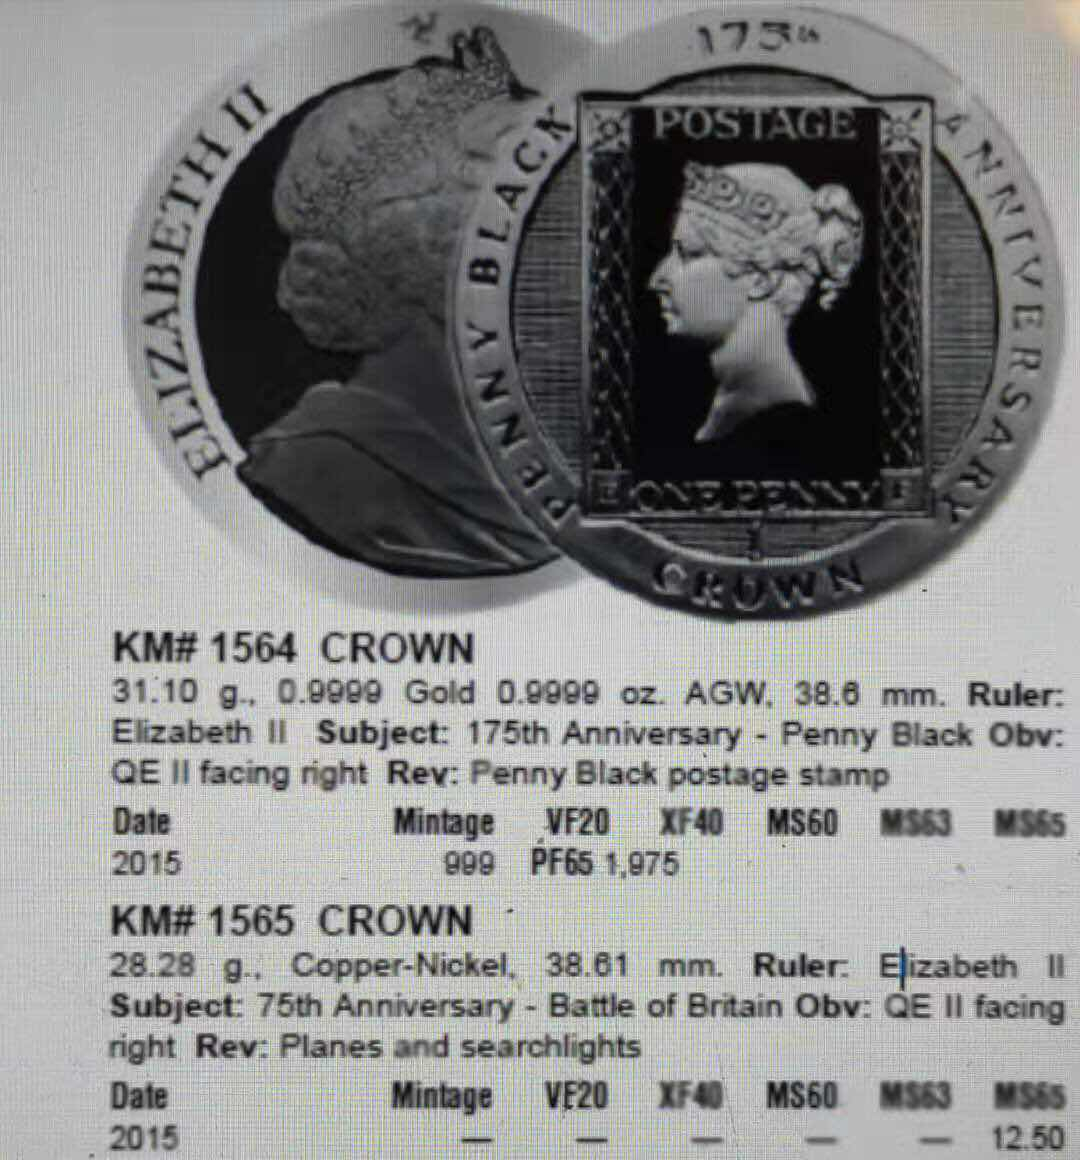 ELIZABETH II
175th ANNIVERSARY
PENNY BLACK
POSTAGE
ONE PENNY
CROWN
KM# 1564 CROWN
31.10 g., 0.9999 Gold 0.9999 oz. AGW, 38.6 mm. Ruler:
Elizabeth II Subject: 175th Anniversary - Penny Black Obv:
QE II facing right Rev: Penny Black postage stamp
Date Mintage VF20 XF40 MS60 MS63 MS65
2015 999 PF65 1,975
KM# 1565 CROWN
28.28 g., Copper-Nickel, 38.61 mm. Ruler: Elizabeth II
Subject: 75th Anniversary - Battle of Britain Obv: QE II facing
right Rev: Planes and searchlights
Date Mintage VF20 XF40 MS60 MS63 MS65
2015 — — — — — 12.50